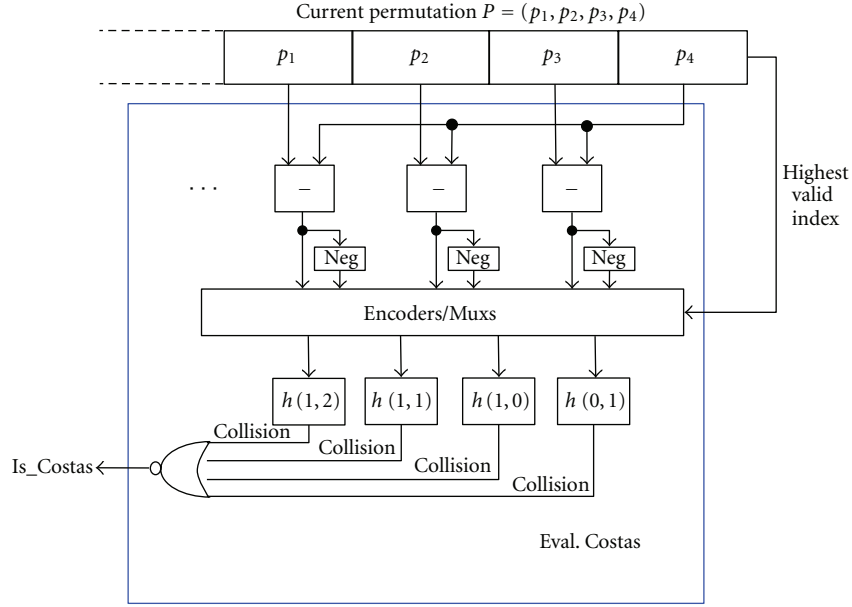 Current permutation P = (p₁, p₂, p₃, p₄)
p₁ p₂ p₃ p₄
Highest
valid
index
. . . − − −
Neg Neg Neg
Encoders/Muxs
h (1, 2) h (1, 1) h (1, 0) h (0, 1)
Collision
Collision
Is_Costas
Collision
Collision
Eval. Costas